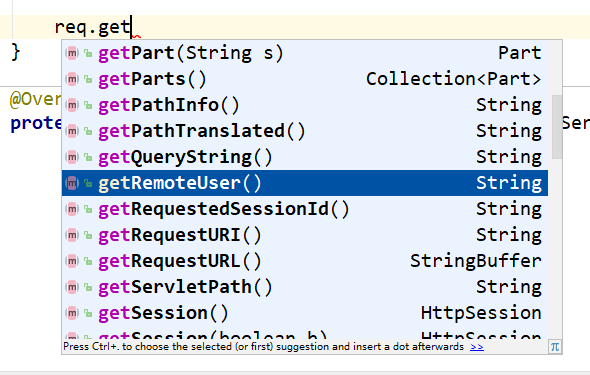 req.get
}
@Over
prote
Ser
m getPart(String s) Part
m getParts() Collection<Part>
m getPathInfo() String
m getPathTranslated() String
m getQueryString() String
m getRemoteUser() String
m getRequestedSessionId() String
m getRequestURI() String
m getRequestURL() StringBuffer
m getServletPath() String
m getSession() HttpSession
m getSession(boolean b) HttpSession
Press Ctrl+. to choose the selected (or first) suggestion and insert a dot afterwards >>
π